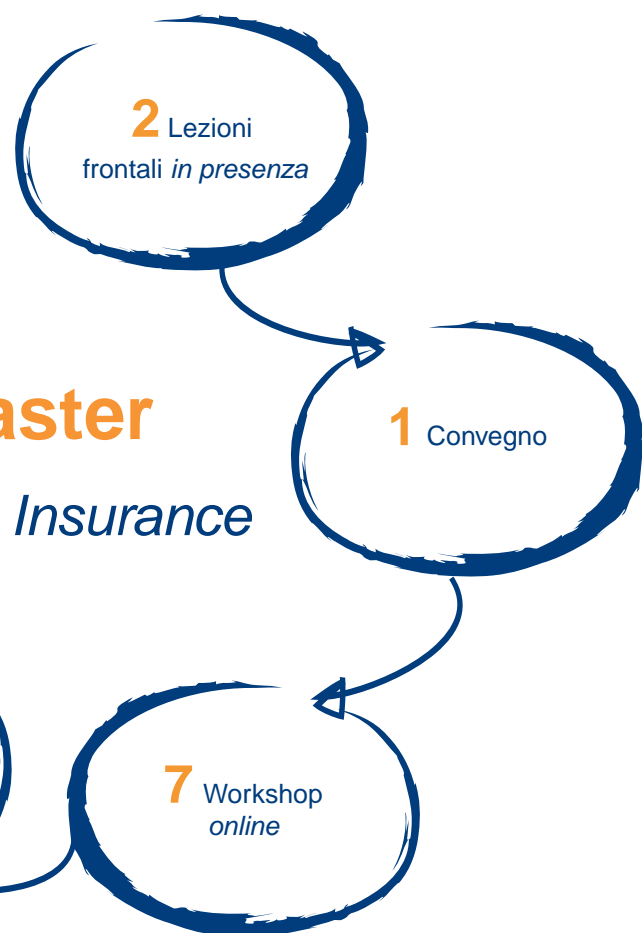 2 Lezioni
frontali in presenza
aster
Insurance
1 Convegno
7 Workshop
online